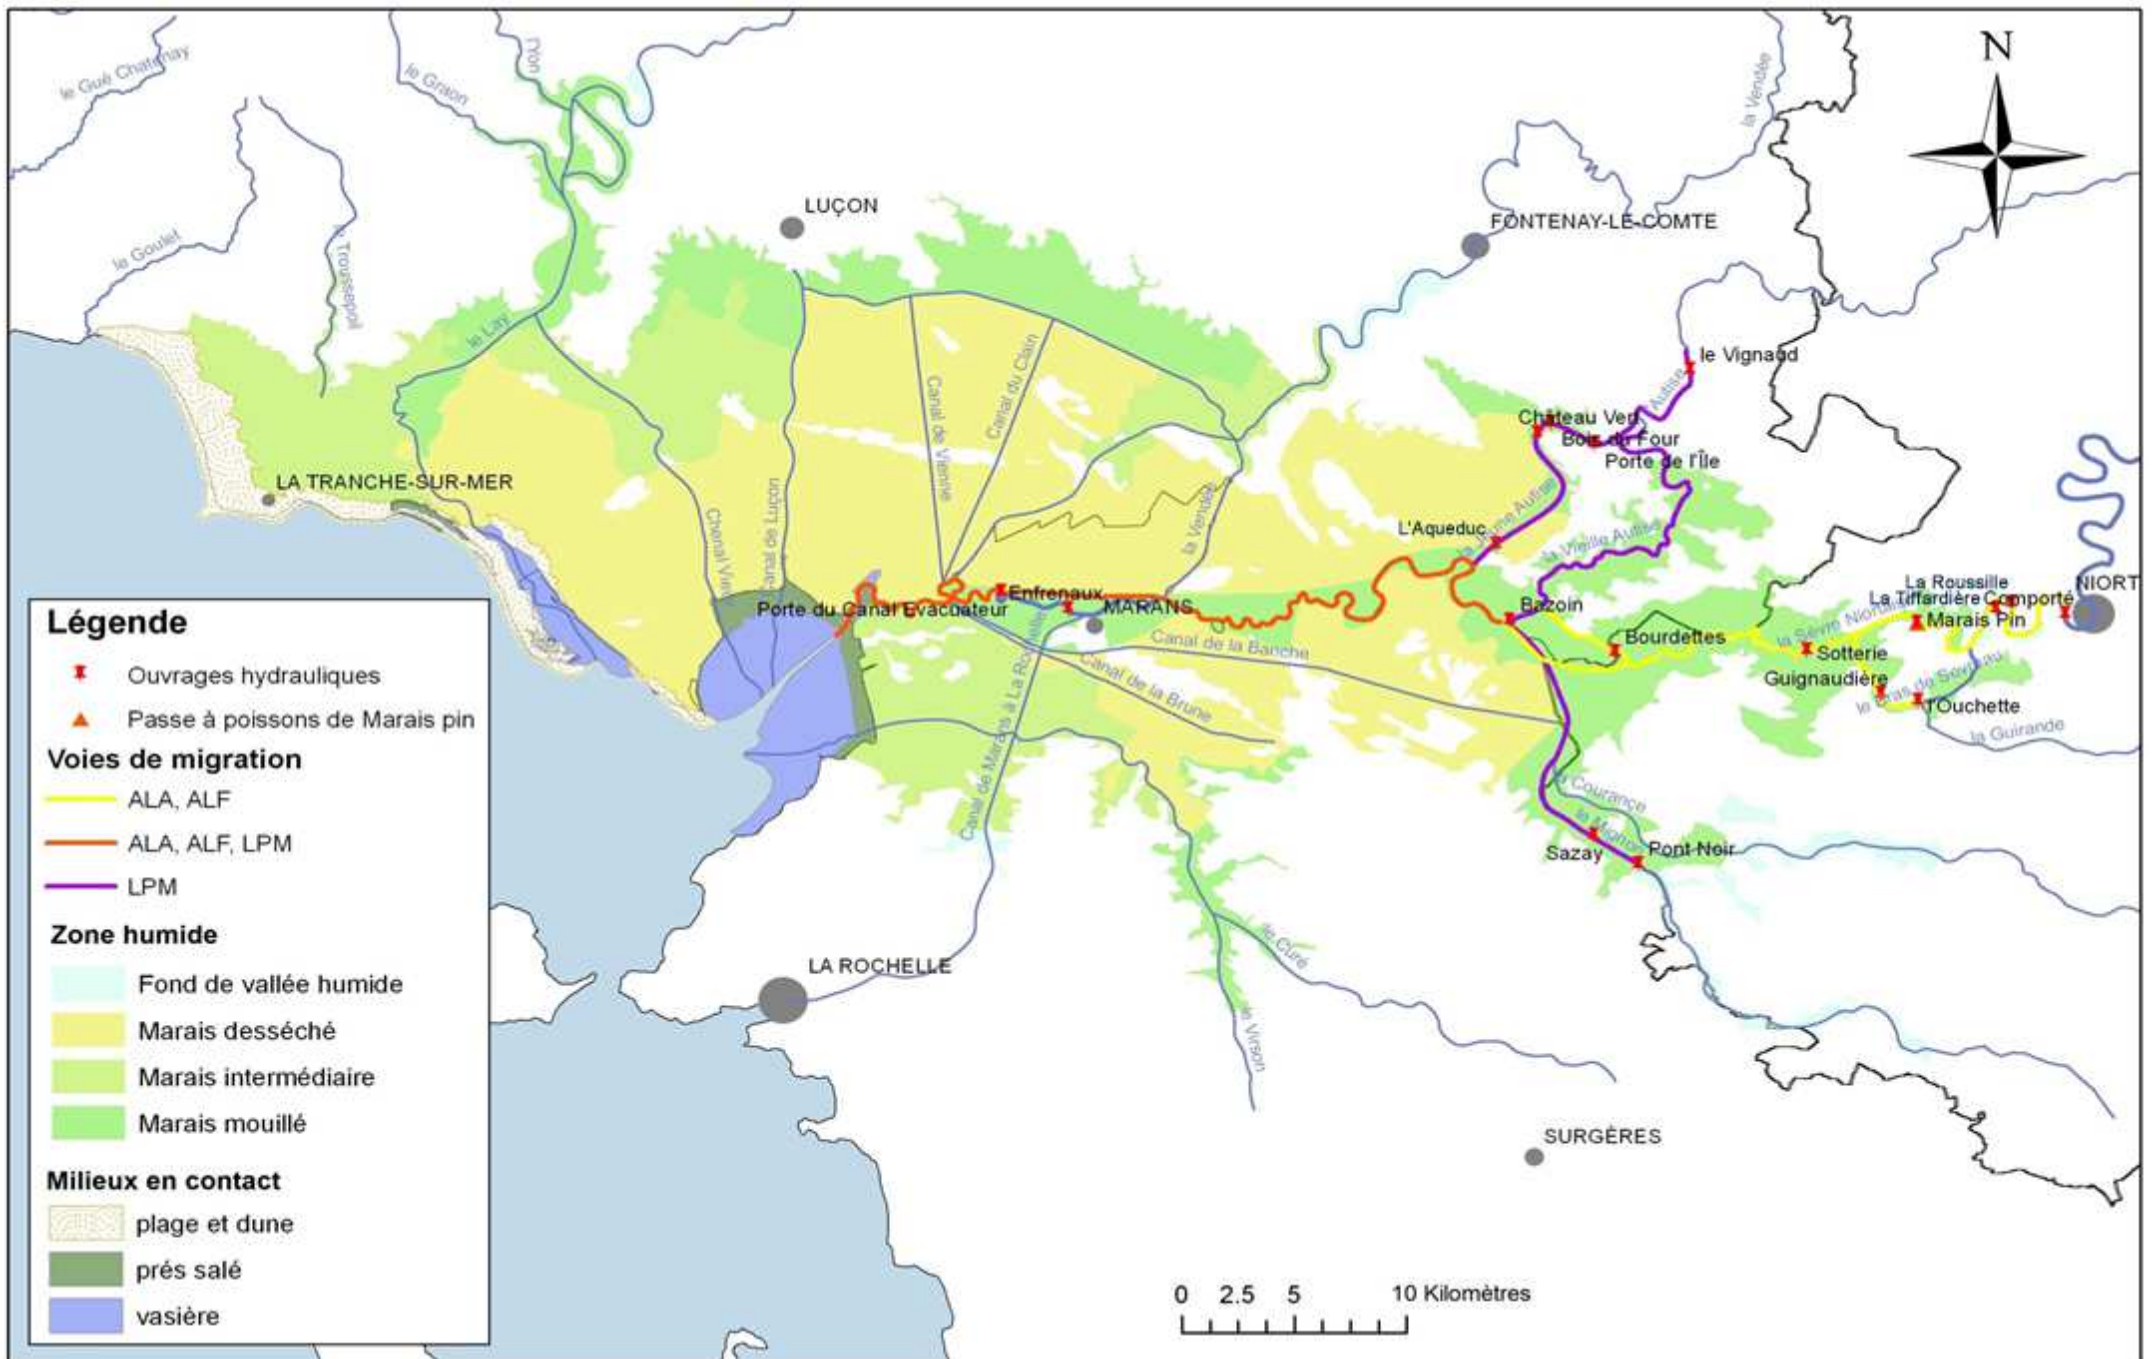 N
le Gué Chatenay
le Graon
l'Yon
la Vendée
LUÇON
FONTENAY-LE-COMTE
le Goulet
le Troussepoil
le Lay
Canal du Clain
Canal de Vienne
le Vignaud
Autise
Château Vert
Bois du Four
Porte de l'Île
LA TRANCHE-SUR-MER
Canal de Luçon
la Vendée
L'Aqueduc
la Jeune Autise
la Vieille Autise
Enfrenaux
Porte du Canal Evacuateur
MARANS
Bazoin
La Roussille
NIORT
La Tiffardière
Comporté
Marais Pin
Bourdettes
Sotterie
Guignaudière
l'Ouchette
la Guirande
Canal de la Banche
Canal de la Brune
Canal de Marans à La Rochelle
la Courance
le Mignon
Sazay
Pont Noir
LA ROCHELLE
le Curé
le Virson
SURGÈRES
0 2.5 5 10 Kilomètres
Légende
Ouvrages hydrauliques
Passe à poissons de Marais pin
Voies de migration
ALA, ALF
ALA, ALF, LPM
LPM
Zone humide
Fond de vallée humide
Marais desséché
Marais intermédiaire
Marais mouillé
Milieux en contact
plage et dune
prés salé
vasière